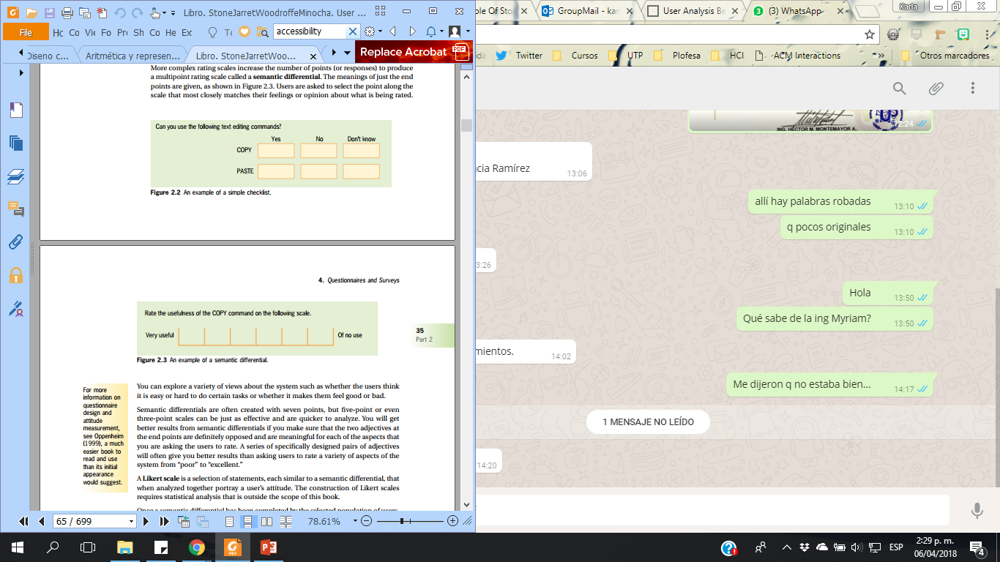 Libro. StoneJarretWoodroffeMinocha. User ...
File
Hc Co Vie Fo Pr Sh Co He Ex
accessibility
Diseno c...
Aritmética y represen...
Libro. StoneJarretWoo...
Replace Acrobat
PDF
More complex rating scales increase the number of points (or responses) to produce
a multipoint rating scale called a semantic differential. The meanings of just the end
points are given, as shown in Figure 2.3. Users are asked to select the point along the
scale that most closely matches their feelings or opinion about what is being rated.
Can you use the following text editing commands?
Yes No Don't know
COPY
PASTE
Figure 2.2 An example of a simple checklist.
4. Questionnaires and Surveys
Rate the usefulness of the COPY command on the following scale.
Very useful Of no use
35
Part 2
Figure 2.3 An example of a semantic differential.
For more
information on
questionnaire
design and
attitude
measurement,
see Oppenheim
(1999), a much
easier book to
read and use
than its initial
appearance
would suggest.
You can explore a variety of views about the system such as whether the users think
it is easy or hard to do certain tasks or whether it makes them feel good or bad.
Semantic differentials are often created with seven points, but five-point or even
three-point scales can be just as effective and are quicker to analyze. You will get
better results from semantic differentials if you make sure that the two adjectives at
the end points are definitely opposed and are meaningful for each of the aspects that
you are asking the users to rate. A series of specifically designed pairs of adjectives
will often give you better results than asking users to rate a variety of aspects of the
system from “poor” to “excellent.”
A Likert scale is a selection of statements, each similar to a semantic differential, that
when analyzed together portray a user's attitude. The construction of Likert scales
requires statistical analysis that is outside the scope of this book.
Once a semantic differential has been completed by the selected population of users,
65 / 699
78.61%
ole Of Sto
GroupMail - kar
User Analysis Be
(3) WhatsApp
Karla
Twitter
Cursos
UTP
Plofesa
HCI
ACM Interactions
»
Otros marcadores
ING. HÉCTOR M. MONTEMAYOR A.
12:24
cia Ramírez
13:06
allí hay palabras robadas
13:10
q pocos originales
13:10
3:26
Hola
13:50
Qué sabe de la ing Myriam?
13:50
mientos.
14:02
Me dijeron q no estaba bien...
14:17
1 MENSAJE NO LEÍDO
14:20
ESP
2:29 p. m.
06/04/2018
4